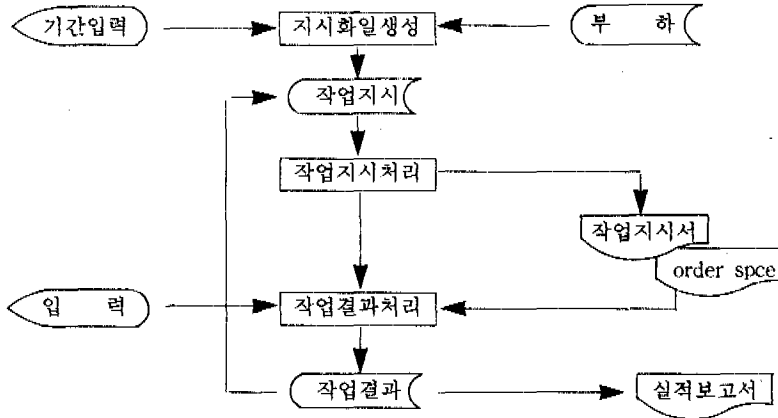 기간입력
지시화일생성
부 하
작업지시
작업지시처리
작업지시서
order spce
입 력
작업결과처리
작업결과
실적보고서